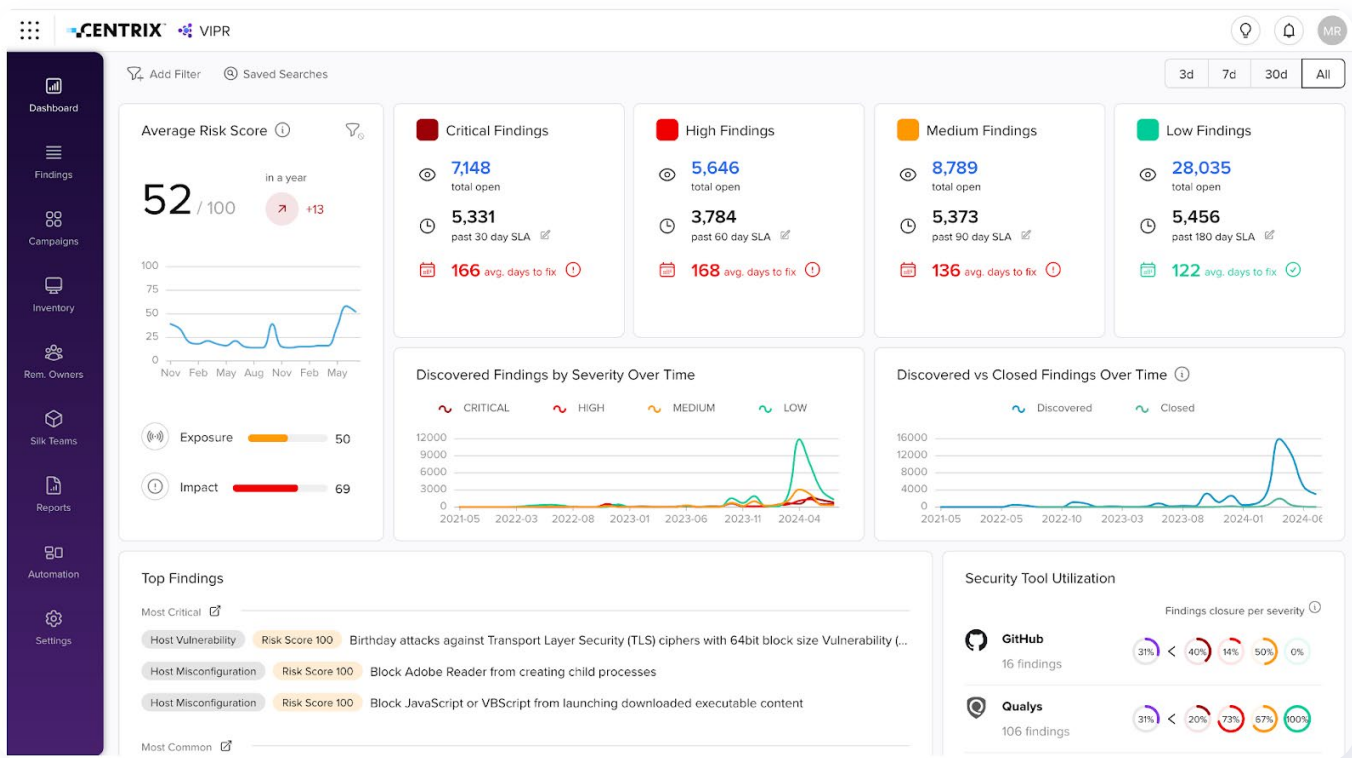 CENTRIX VIPR
MR
Add Filter Saved Searches
3d 7d 30d All
Dashboard
Findings
Campaigns
Inventory
Rem. Owners
Silk Teams
Reports
Automation
Settings
Average Risk Score
52 / 100
in a year
+13
100
75
50
25
0
Nov Feb May Aug Nov Feb May
Exposure 50
Impact 69
Critical Findings
7,148
total open
5,331
past 30 day SLA
166 avg. days to fix
High Findings
5,646
total open
3,784
past 60 day SLA
168 avg. days to fix
Medium Findings
8,789
total open
5,373
past 90 day SLA
136 avg. days to fix
Low Findings
28,035
total open
5,456
past 180 day SLA
122 avg. days to fix
Discovered Findings by Severity Over Time
CRITICAL HIGH MEDIUM LOW
12000
9000
6000
3000
0
2021-05 2022-03 2022-08 2023-01 2023-06 2023-11 2024-04
Discovered vs Closed Findings Over Time
Discovered Closed
16000
12000
8000
4000
0
2021-05 2022-05 2022-10 2023-03 2023-08 2024-01 2024-06
Top Findings
Most Critical
Host Vulnerability Risk Score 100 Birthday attacks against Transport Layer Security (TLS) ciphers with 64bit block size Vulnerability (...
Host Misconfiguration Risk Score 100 Block Adobe Reader from creating child processes
Host Misconfiguration Risk Score 100 Block JavaScript or VBScript from launching downloaded executable content
Most Common
Security Tool Utilization
Findings closure per severity
GitHub
16 findings
31% < 40% 14% 50% 0%
Qualys
106 findings
31% < 20% 73% 67% 100%